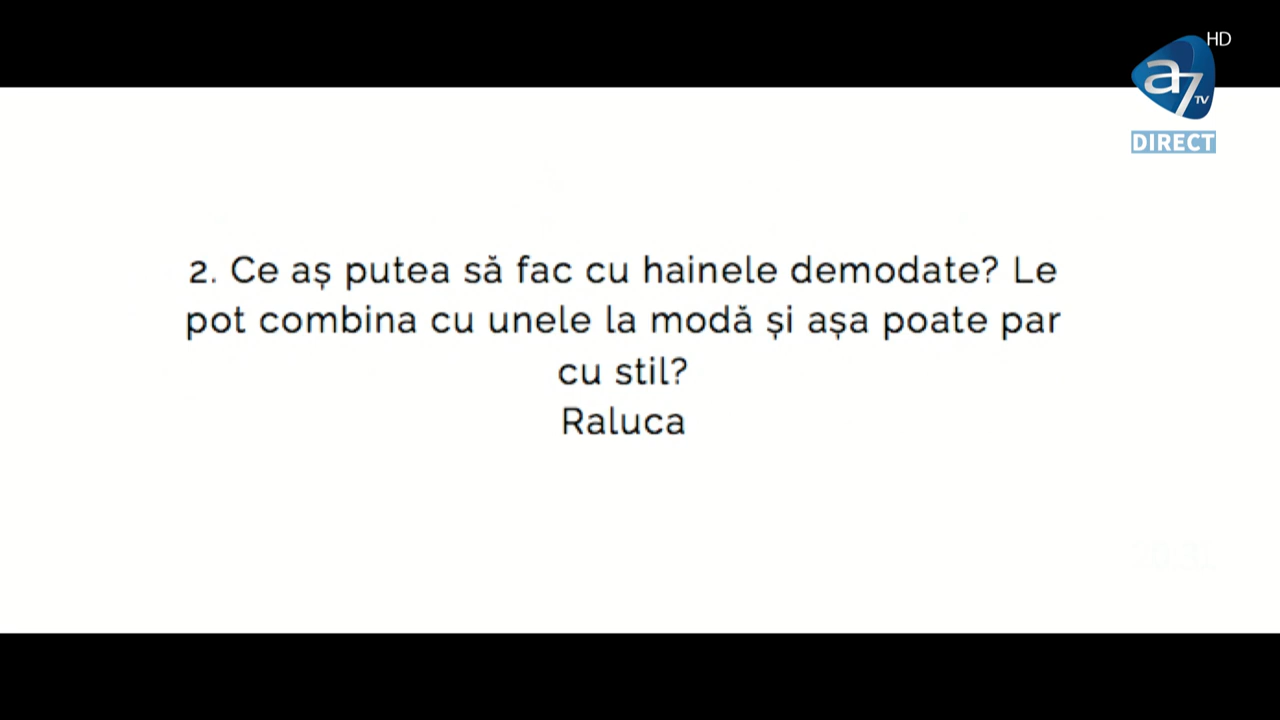 HD
a7
TV
DIRECT
2. Ce aș putea să fac cu hainele demodate? Le
pot combina cu unele la modă și așa poate par
cu stil?
Raluca